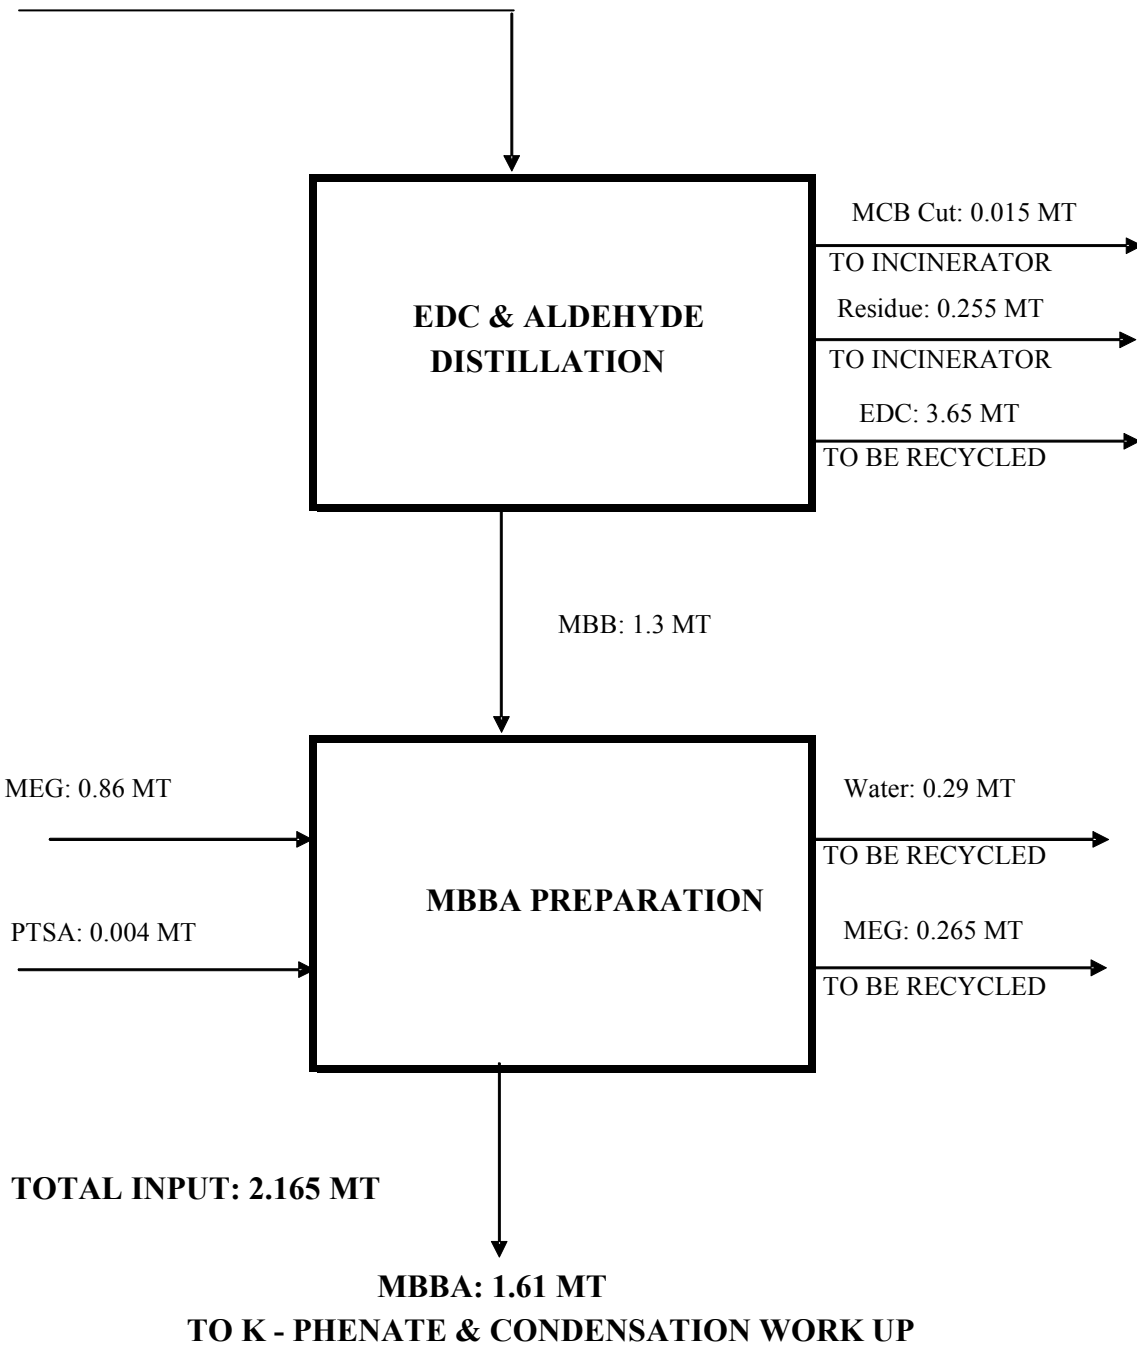 MCB Cut: 0.015 MT
TO INCINERATOR
Residue: 0.255 MT
EDC & ALDEHYDE
DISTILLATION
TO INCINERATOR
EDC: 3.65 MT
TO BE RECYCLED
MBB: 1.3 MT
MEG: 0.86 MT
Water: 0.29 MT
TO BE RECYCLED
MBBA PREPARATION
PTSA: 0.004 MT
MEG: 0.265 MT
TO BE RECYCLED
TOTAL INPUT: 2.165 MT
MBBA: 1.61 MT
TO K - PHENATE & CONDENSATION WORK UP